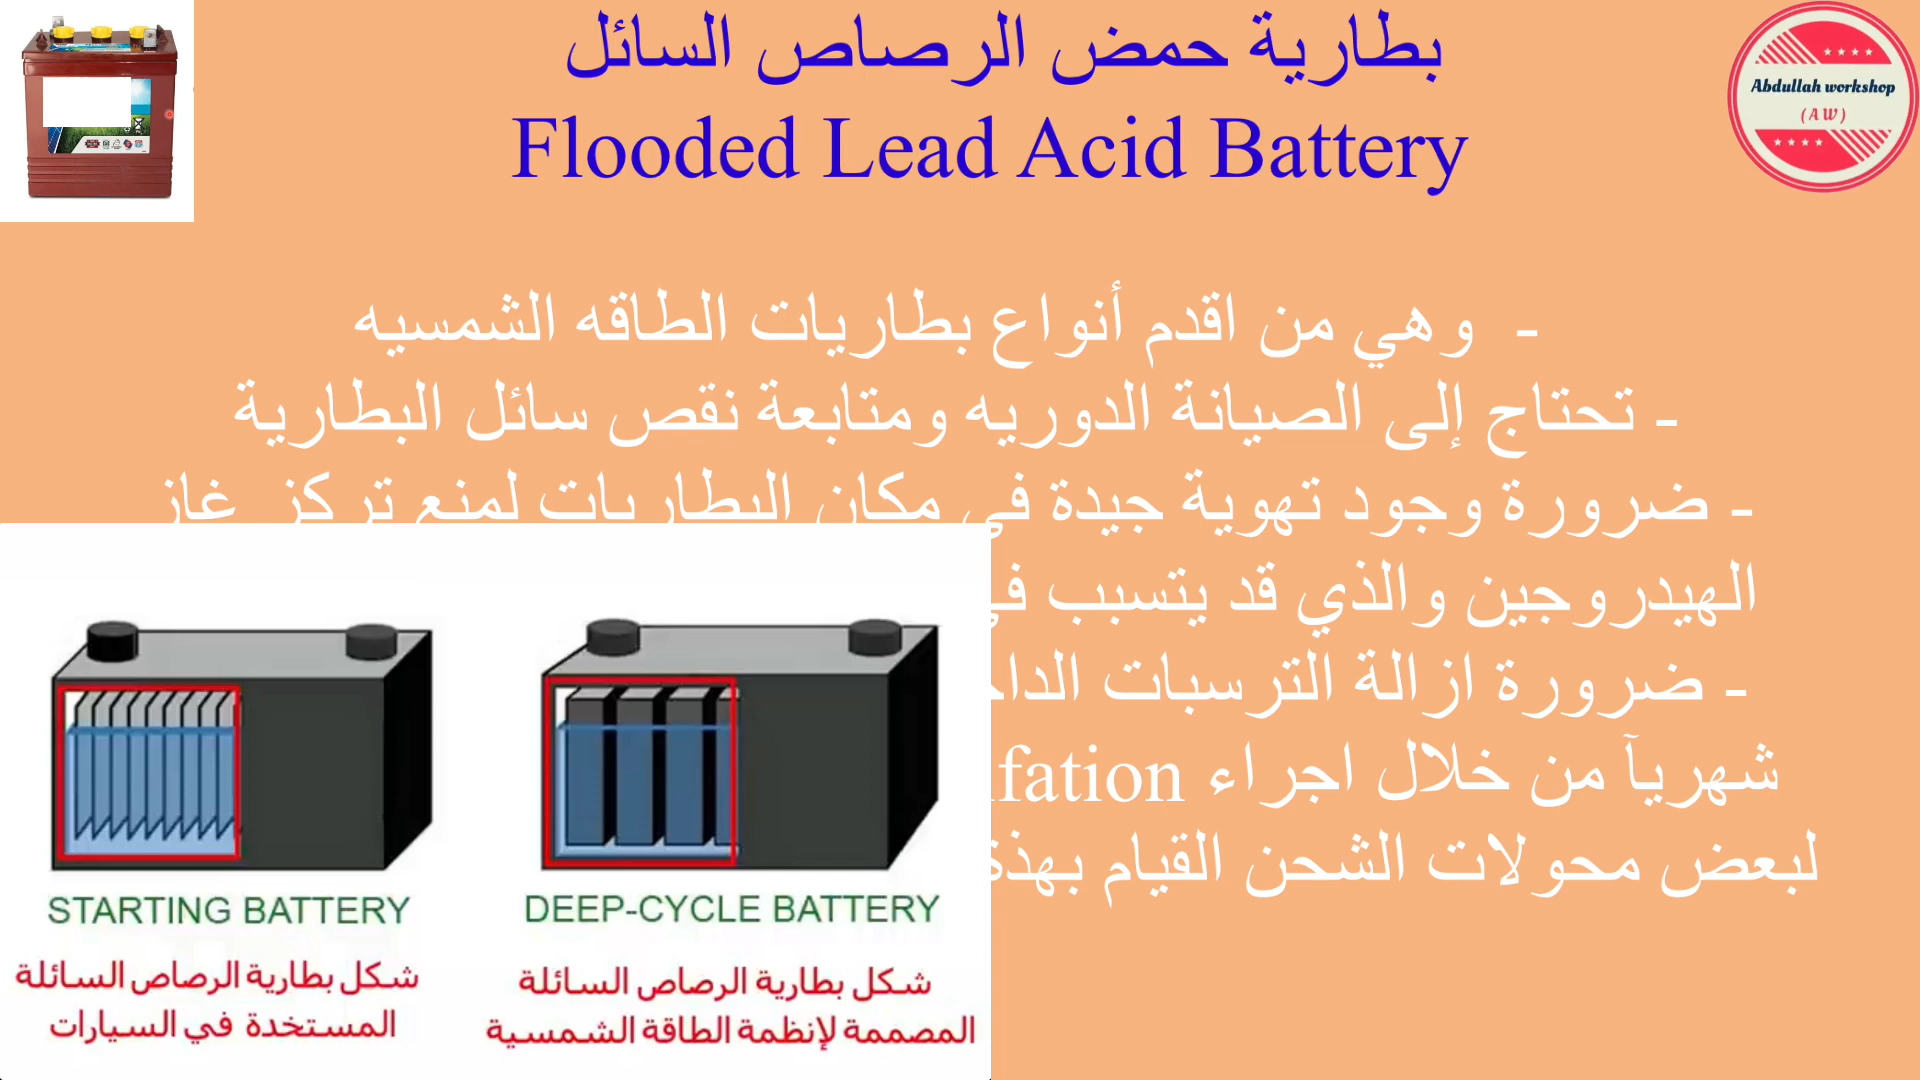 بطارية حمض الرصاص السائل
Flooded Lead Acid Battery
Abdullah workshop
(AW)
- وهي من اقدم أنواع بطاريات الطاقه الشمسيه
- تحتاج إلى الصيانة الدوريه ومتابعة نقص سائل البطارية
- ضرورة وجود تهوية جيدة في مكان البطاريات لمنع تركز غاز
الهيدروجين والذي قد يتسبب في
- ضرورة ازالة الترسبات
شهرياً من خلال اجراء
لبعض محولات الشحن القيام بهذة
STARTING BATTERY
شكل بطارية الرصاص السائلة
المستخدة في السيارات
DEEP-CYCLE BATTERY
شكل بطارية الرصاص السائلة
المصممة لإنظمة الطاقة الشمسية